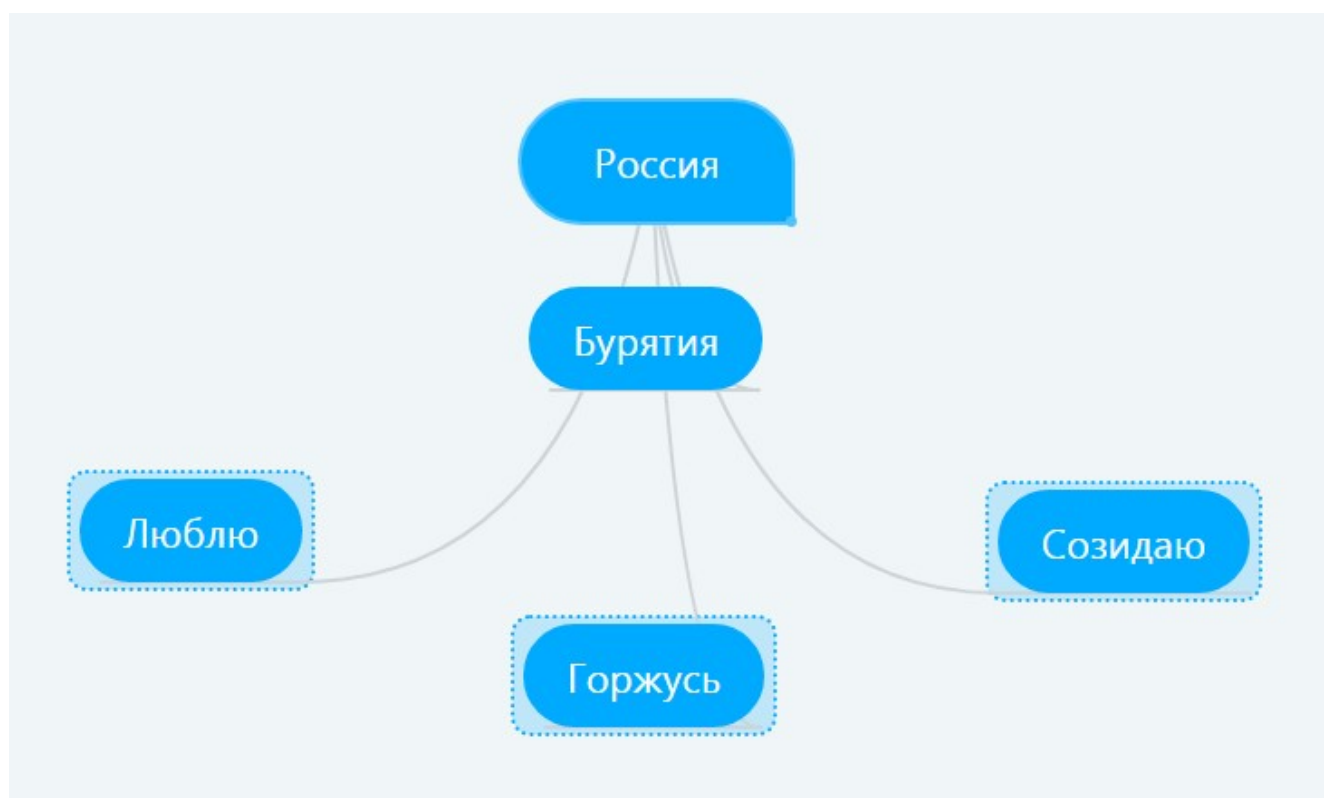 Россия
Бурятия
Люблю
Созидаю
Горжусь